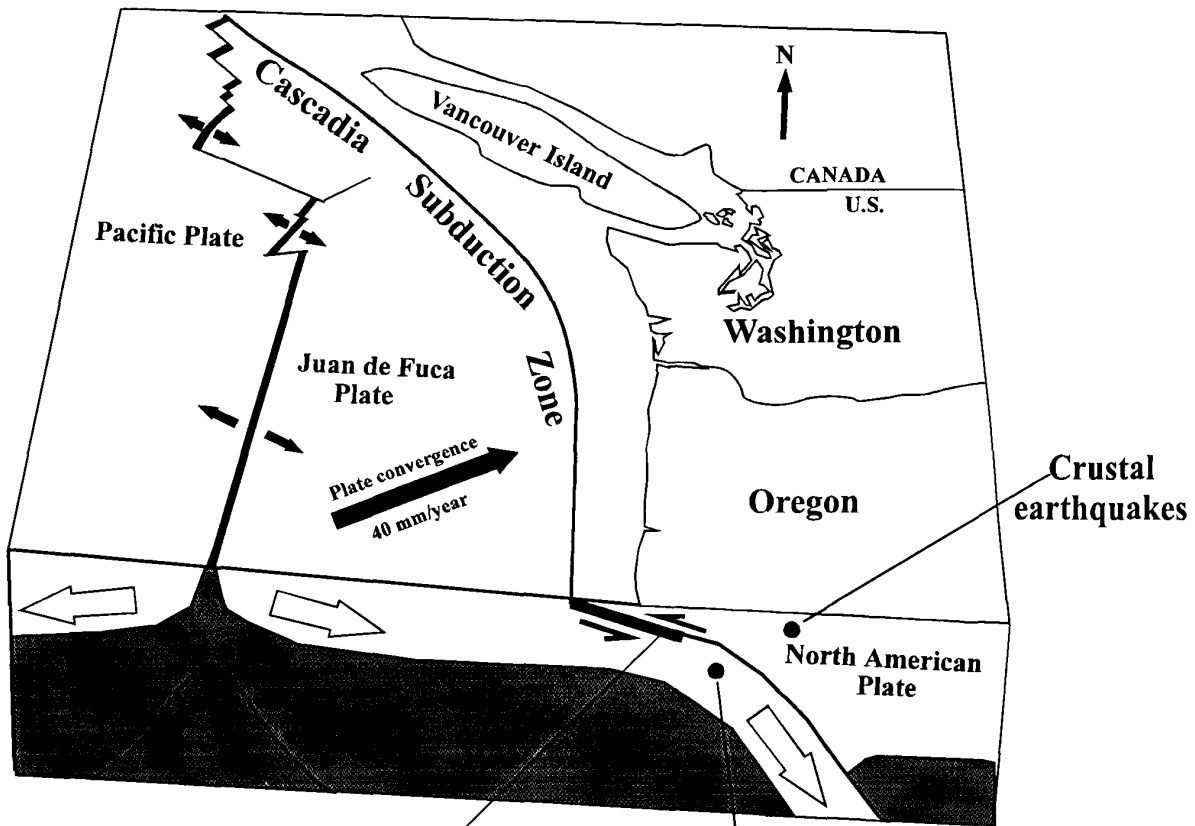 N
Cascadia
Subduction
Zone
Vancouver Island
CANADA
U.S.
Pacific Plate
Washington
Juan de Fuca
Plate
Plate convergence
40 mm/year
Oregon
Crustal
earthquakes
North American
Plate